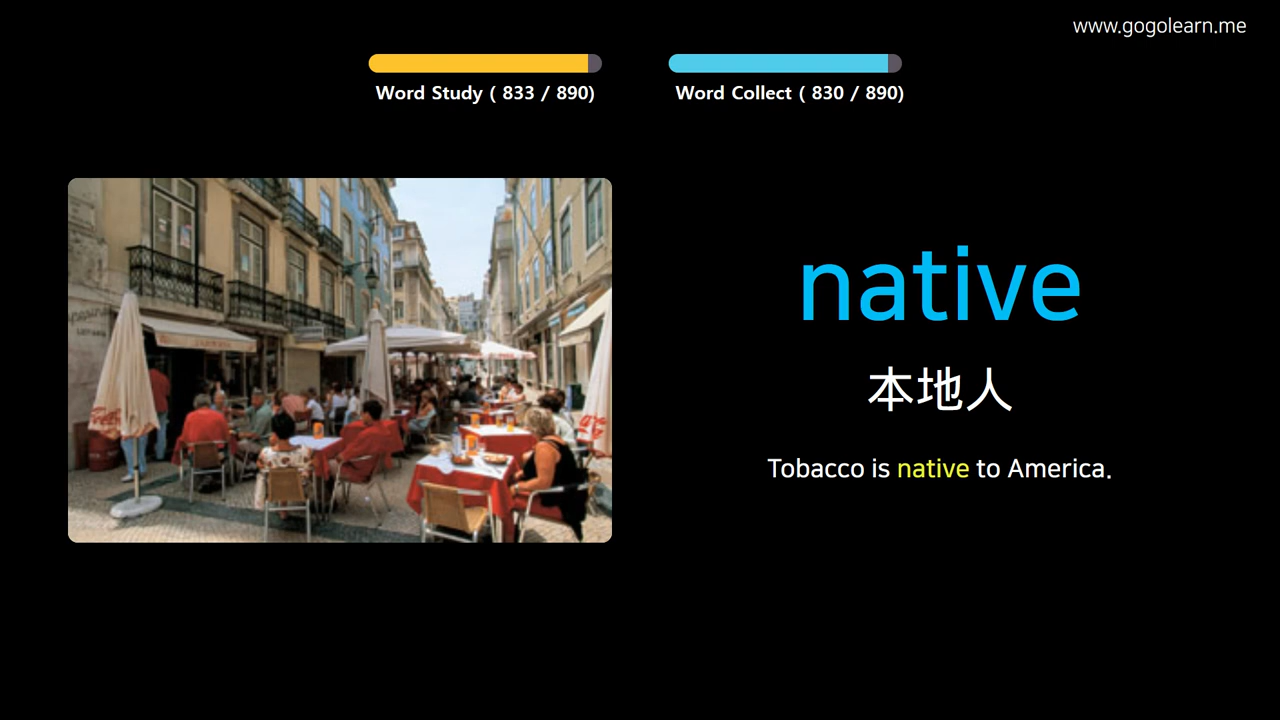 www.gogolearn.me
Word Study ( 833 / 890)
Word Collect ( 830 / 890)
native
本地人
Tobacco is native to America.